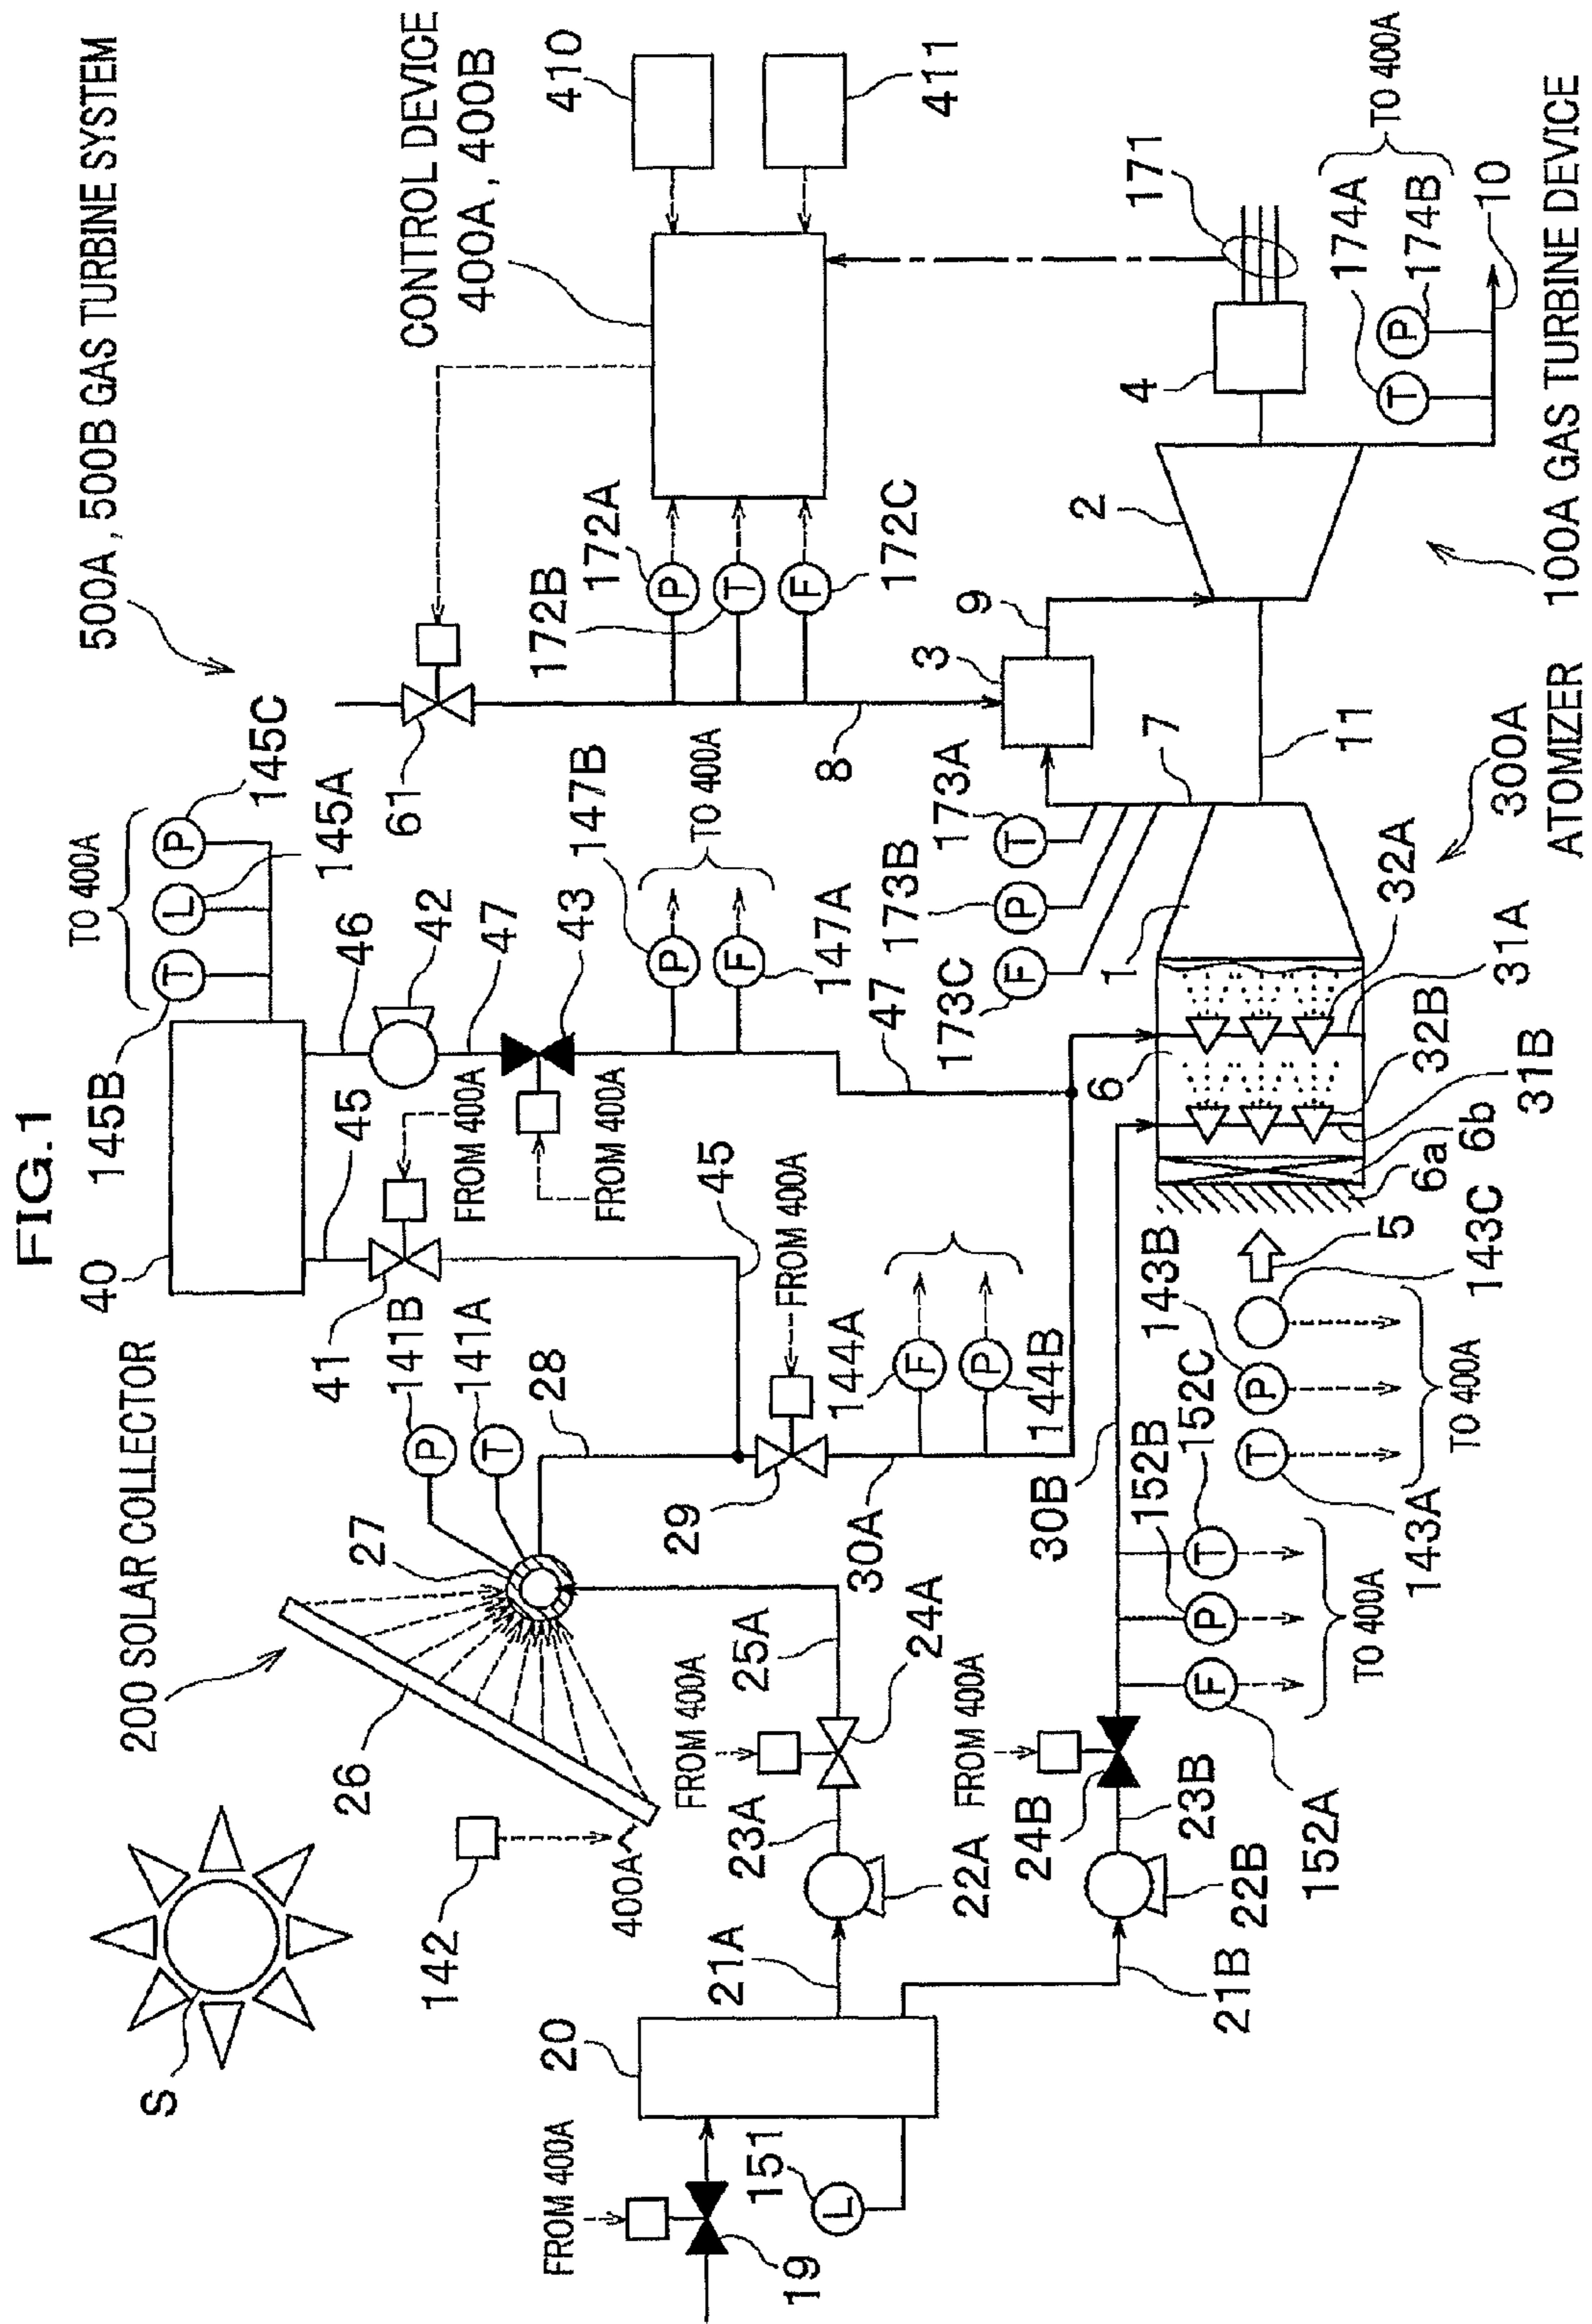 FIG.1
500A, 500B GAS TURBINE SYSTEM
CONTROL DEVICE
400A, 400B
410
411
200 SOLAR COLLECTOR
S
142
400A
26
27
141B
141A
28
40
145B
TO 400A
145C
145A
T
L
P
45
46
42
41
47
43
FROM 400A
FROM 400A
147B
TO 400A
147A
P
F
61
172B
172A
172C
P
T
F
8
P
T
45
29
FROM 400A
144A
144B
F
P
30A
47
FROM 400A
19
151
L
20
21A
22A
23A
FROM 400A
24A
25A
21B
22B
23B
24B
FROM 400A
30B
152A
152B
152C
F
P
T
TO 400A
143A
143B
143C
T
P
TO 400A
5
6
6a
6b
31B
32B
31A
32A
ATOMIZER
300A
1
7
173C
173B
173A
F
P
T
3
9
11
2
4
171
174A
174B
TO 400A
T
P
10
100A GAS TURBINE DEVICE